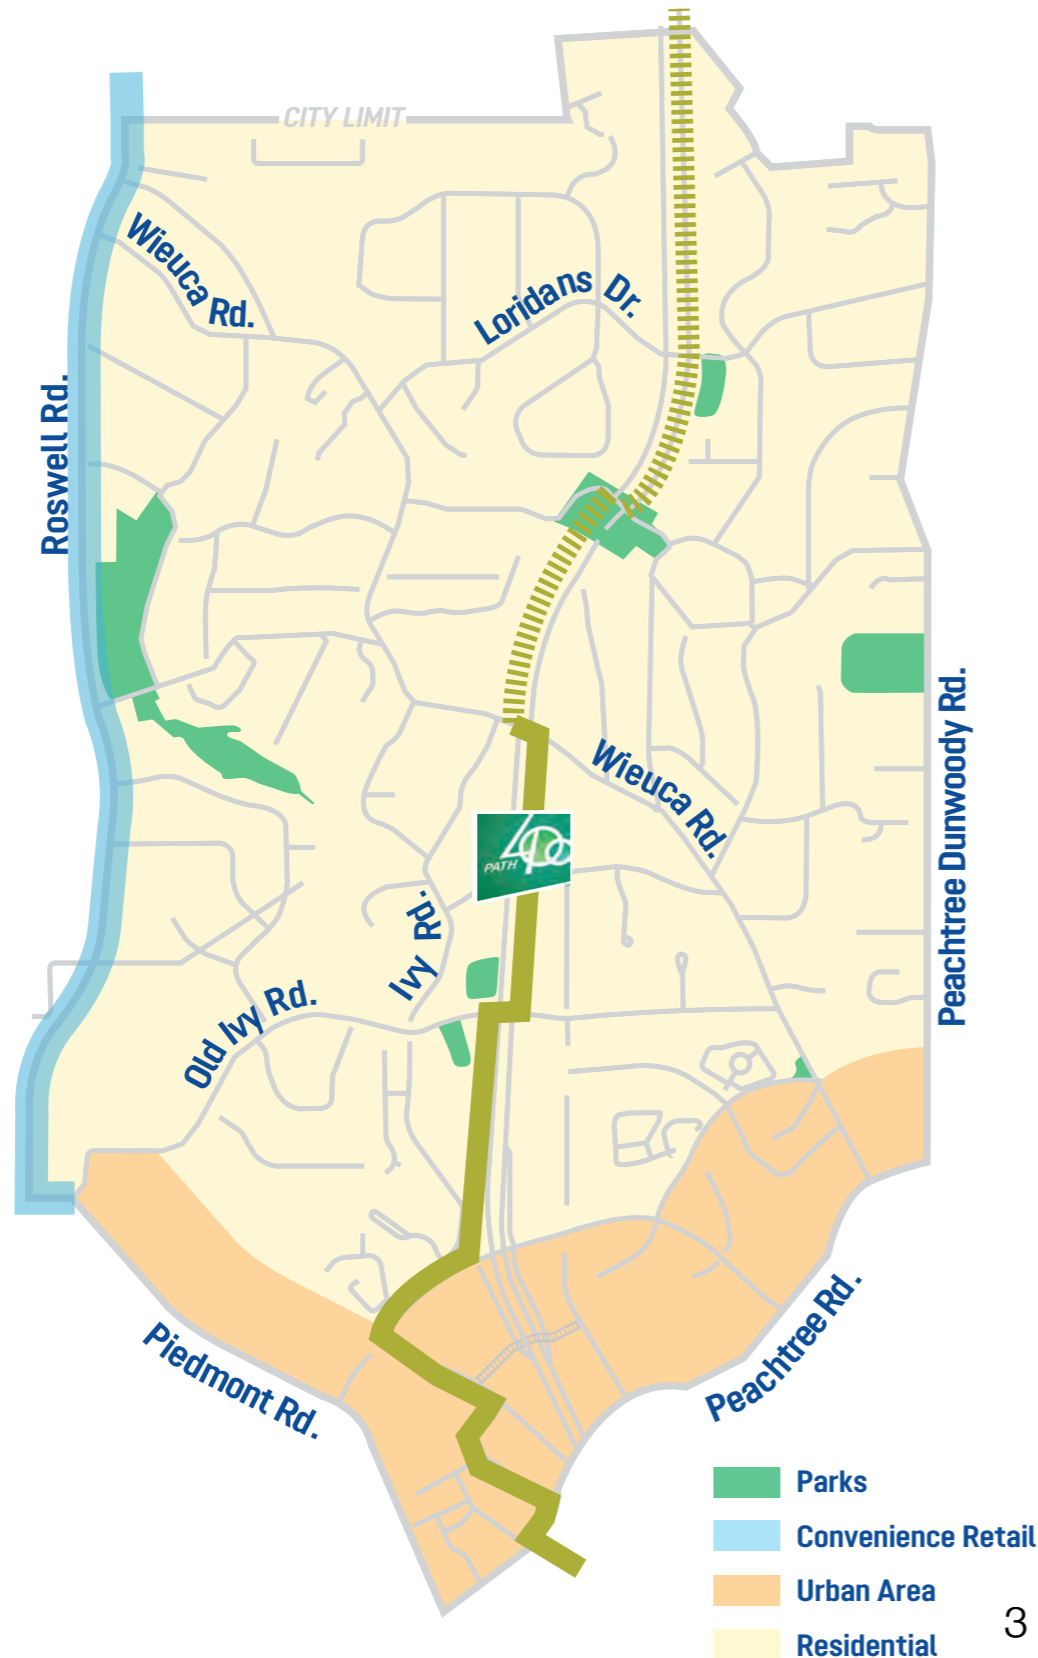 CITY LIMIT
Wieuca Rd.
Loridans Dr.
Roswell Rd.
Peachtree Dunwoody Rd.
Wieuca Rd.
PATH 400
Ivy Rd.
Old Ivy Rd.
Piedmont Rd.
Peachtree Rd.
Parks
Convenience Retail
Urban Area
Residential
3